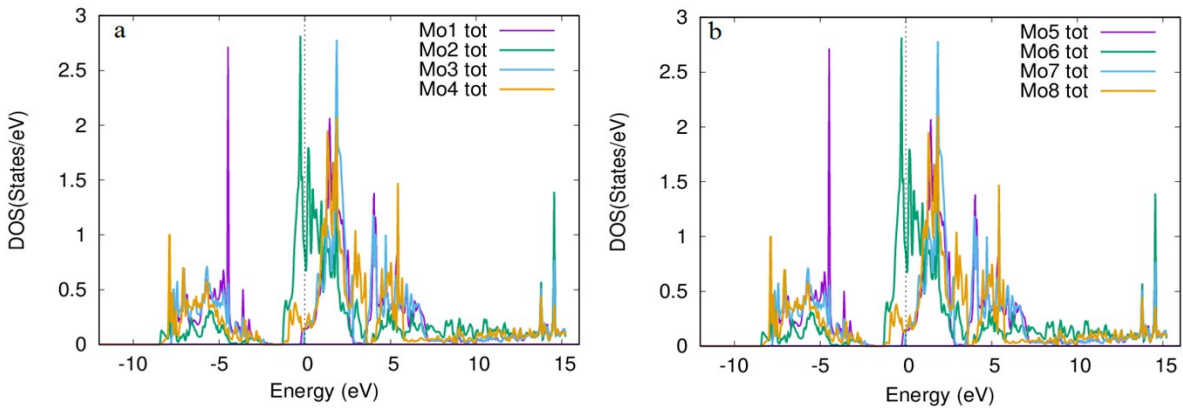 a
Mo1 tot
Mo2 tot
Mo3 tot
Mo4 tot
DOS(States/eV)
3
2.5
2
1.5
1
0.5
0
-10
-5
0
5
10
15
Energy (eV)
b
Mo5 tot
Mo6 tot
Mo7 tot
Mo8 tot
DOS(States/eV)
3
2.5
2
1.5
1
0.5
0
-10
-5
0
5
10
15
Energy (eV)